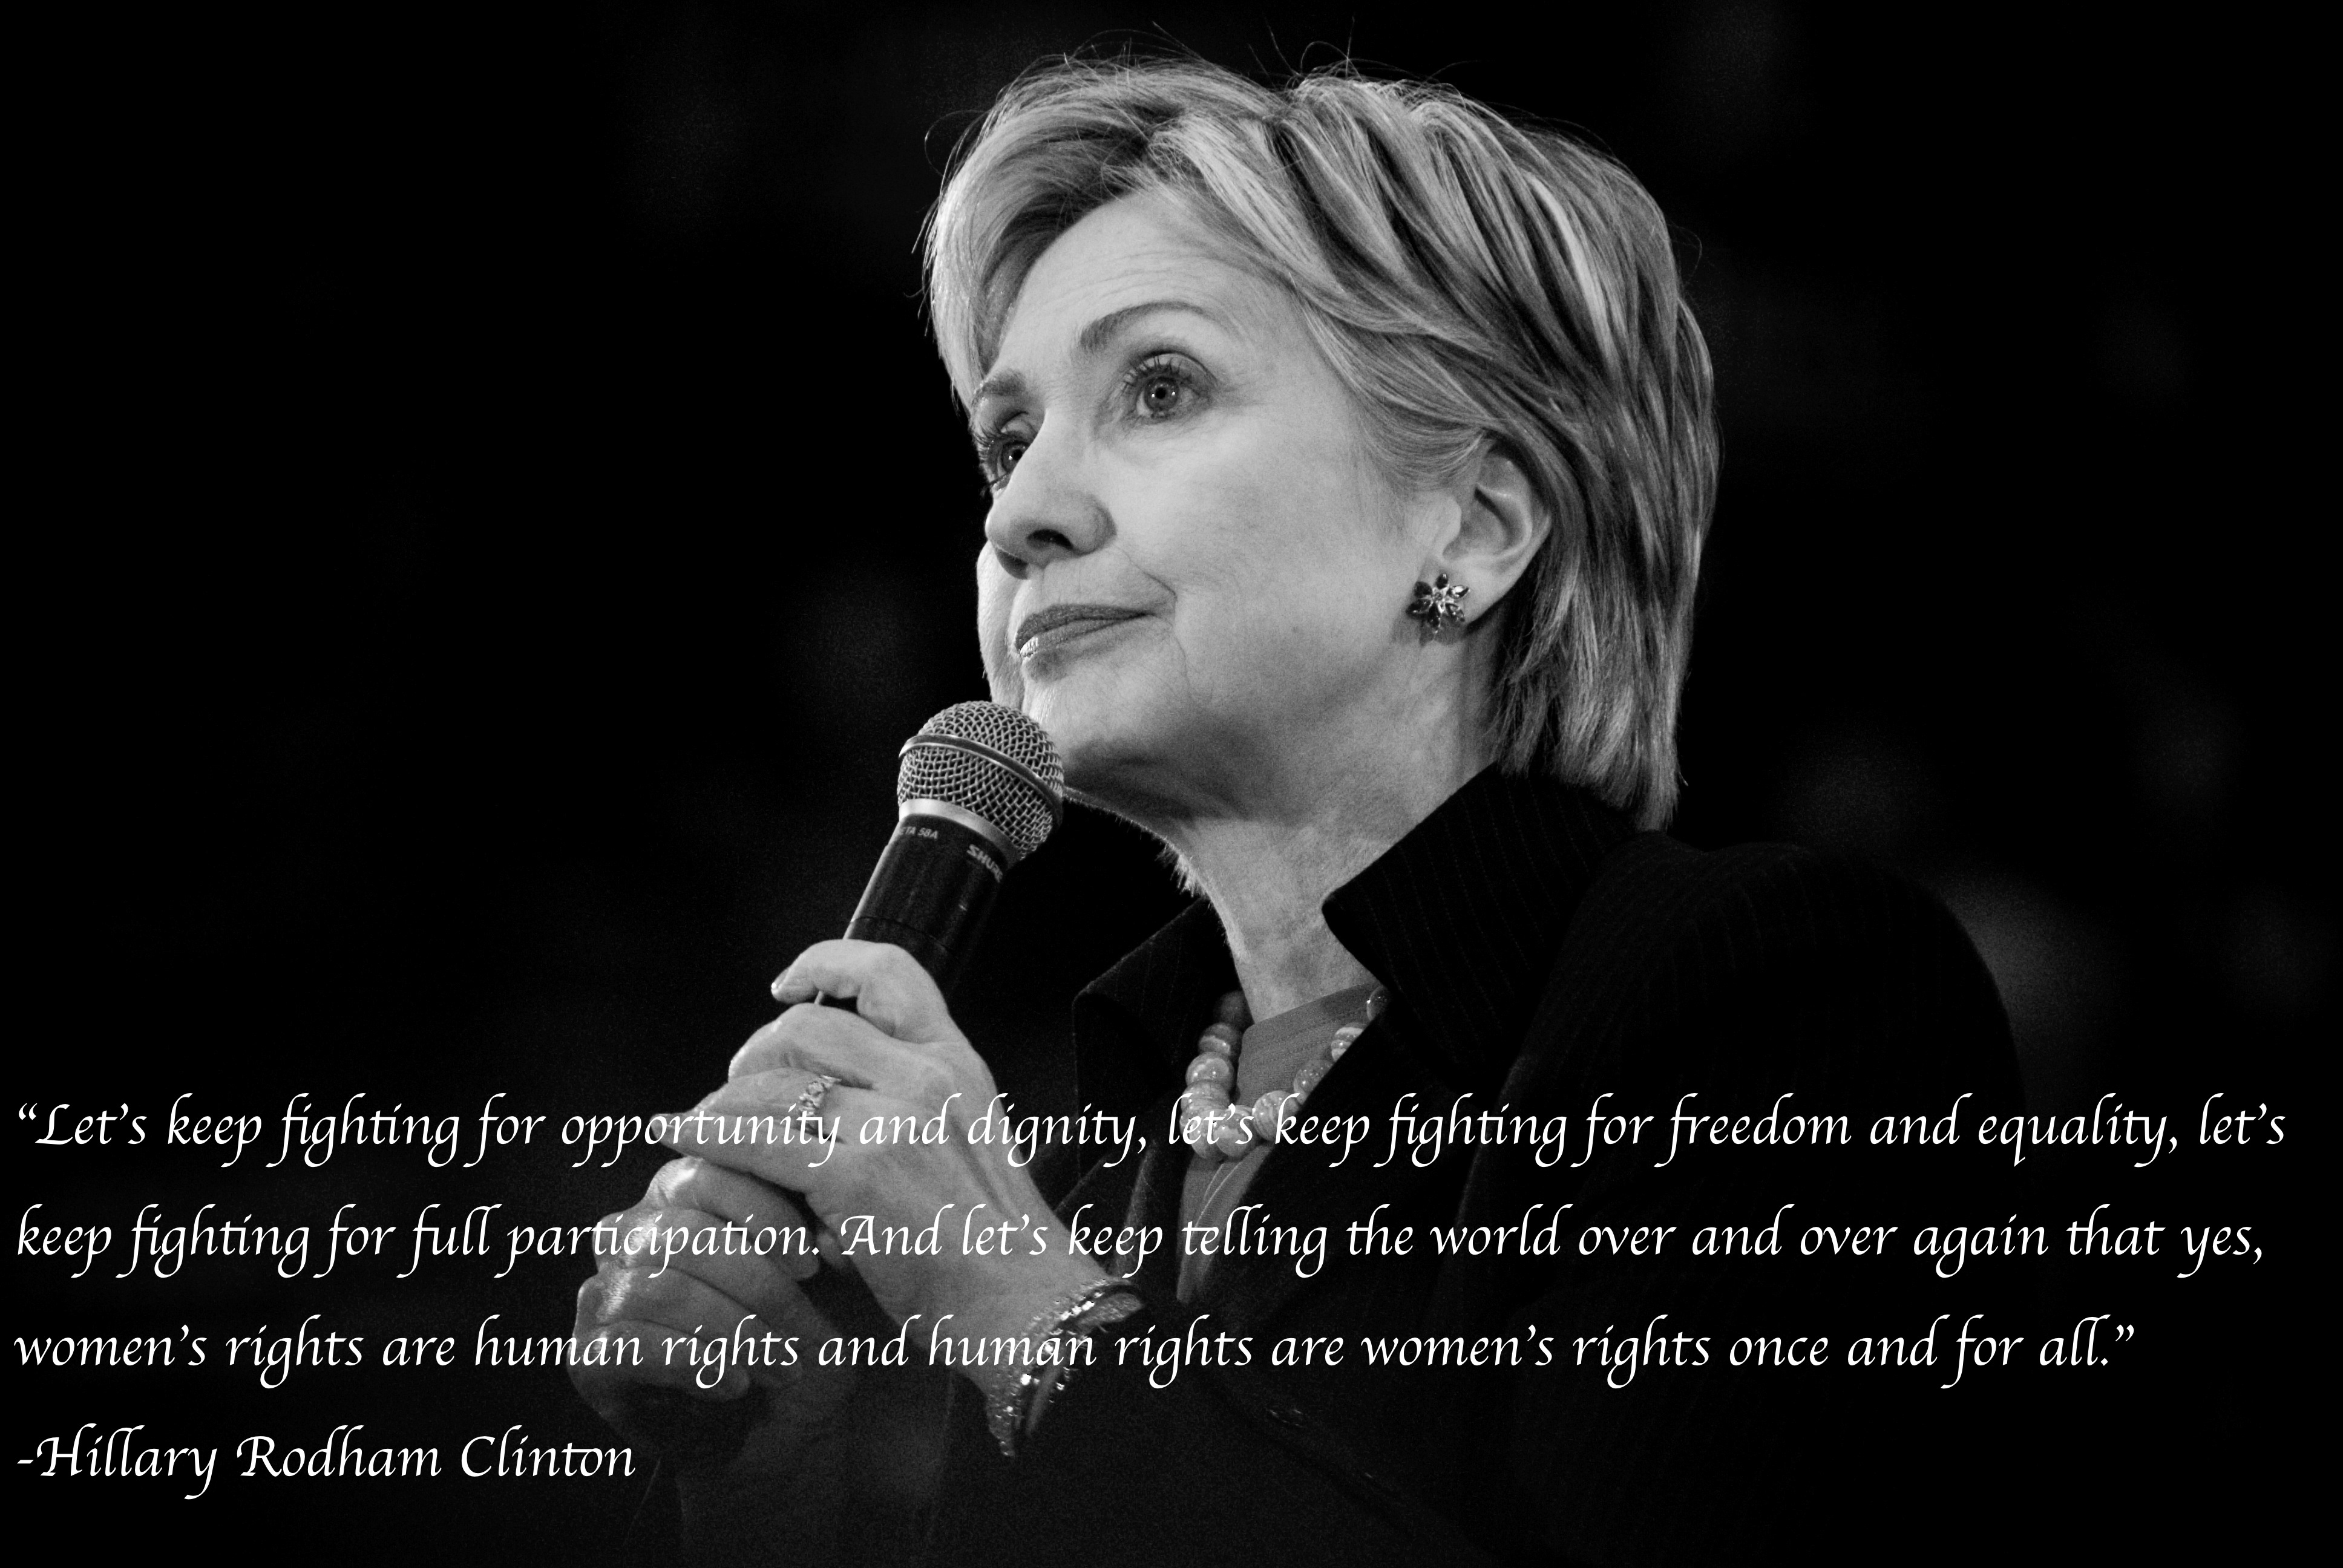 “Let’s keep fighting for opportunity and dignity, let’s keep fighting for freedom and equality, let’s
keep fighting for full participation. And let’s keep telling the world over and over again that yes,
women’s rights are human rights and human rights are women’s rights once and for all.”
-Hillary Rodham Clinton
58A